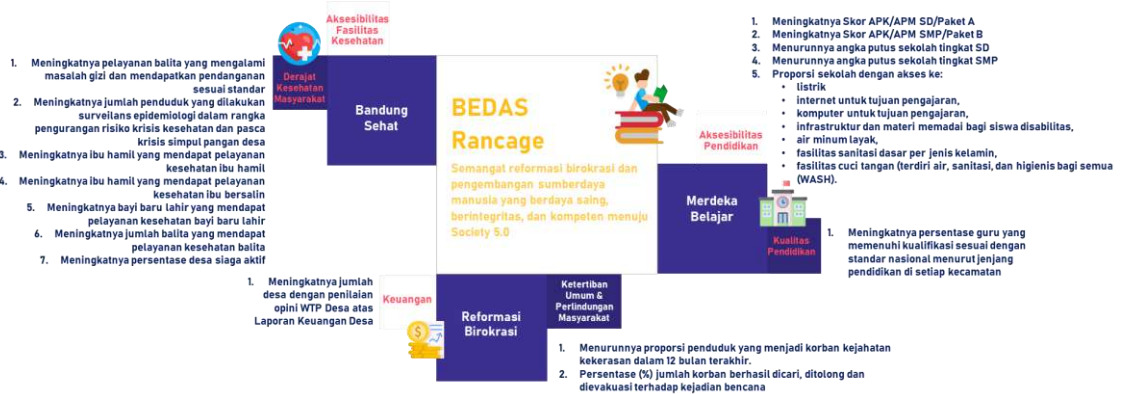 Aksesibilitas
Fasilitas
Kesehatan
Derajat
Kesehatan
Masyarakat
Bandung
Sehat
1. Meningkatnya pelayanan balita yang mengalami
masalah gizi dan mendapatkan pendanganan
sesuai standar
2. Meningkatnya jumlah penduduk yang dilakukan
surveilans epidemiologi dalam rangka
pengurangan risiko krisis kesehatan dan pasca
krisis simpul pangan desa
3. Meningkatnya ibu hamil yang mendapat pelayanan
kesehatan ibu hamil
4. Meningkatnya ibu hamil yang mendapat pelayanan
kesehatan ibu bersalin
5. Meningkatnya bayi baru lahir yang mendapat
pelayanan kesehatan bayi baru lahir
6. Meningkatnya jumlah balita yang mendapat
pelayanan kesehatan balita
7. Meningkatnya persentase desa siaga aktif
BEDAS
Rancage
Semangat reformasi birokrasi dan
pengembangan sumberdaya
manusia yang berdaya saing,
berintegritas, dan kompeten menuju
Society 5.0
1. Meningkatnya Skor APK/APM SD/Paket A
2. Meningkatnya Skor APK/APM SMP/Paket B
3. Menurunnya angka putus sekolah tingkat SD
4. Menurunnya angka putus sekolah tingkat SMP
5. Proporsi sekolah dengan akses ke:
• listrik
• internet untuk tujuan pengajaran,
• komputer untuk tujuan pengajaran,
• infrastruktur dan materi memadai bagi siswa disabilitas,
• air minum layak,
• fasilitas sanitasi dasar per jenis kelamin,
• fasilitas cuci tangan (terdiri air, sanitasi, dan higienis bagi semua
(WASH).
Aksesibilitas
Pendidikan
Merdeka
Belajar
Kualitas
Pendidikan
1. Meningkatnya persentase guru yang
memenuhi kualifikasi sesuai dengan
standar nasional menurut jenjang
pendidikan di setiap kecamatan
1. Meningkatnya jumlah
desa dengan penilaian
opini WTP Desa atas
Laporan Keuangan Desa
Keuangan
Reformasi
Birokrasi
Ketertiban
Umum &
Perlindungan
Masyarakat
1. Menurunnya proporsi penduduk yang menjadi korban kejahatan
kekerasan dalam 12 bulan terakhir.
2. Persentase (%) jumlah korban berhasil dicari, ditolong dan
dievakuasi terhadap kejadian bencana